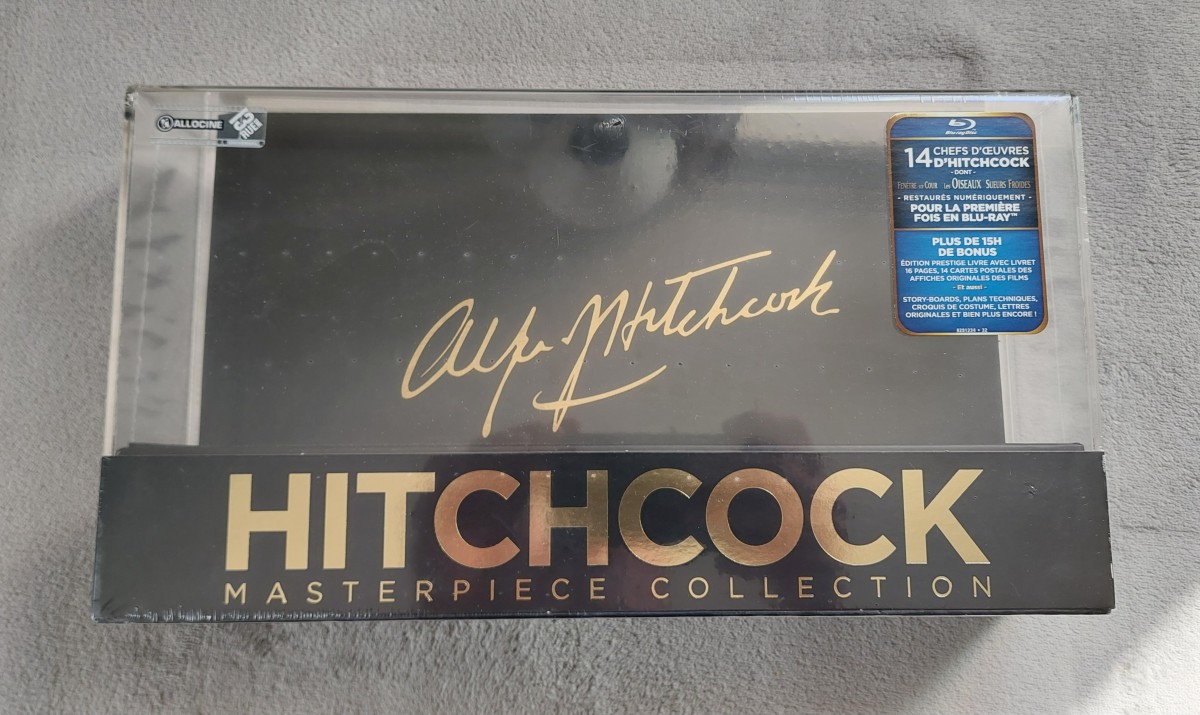 ALLOCINE
Blu-ray Disc
14 CHEFS D'ŒUVRES
D'HITCHCOCK
- DONT -
FENÊTRE SUR COUR Les OISEAUX SUEURS FROIDES
- RESTAURÉS NUMÉRIQUEMENT -
POUR LA PREMIÈRE
FOIS EN BLU-RAY™
PLUS DE 15H
DE BONUS
ÉDITION PRESTIGE LIVRE AVEC LIVRET
16 PAGES, 14 CARTES POSTALES DES
AFFICHES ORIGINALES DES FILMS
- Et aussi -
STORY-BOARDS, PLANS TECHNIQUES,
CROQUIS DE COSTUME, LETTRES
ORIGINALES ET BIEN PLUS ENCORE !
Alfred Hitchcock
HITCHCOCK
MASTERPIECE COLLECTION